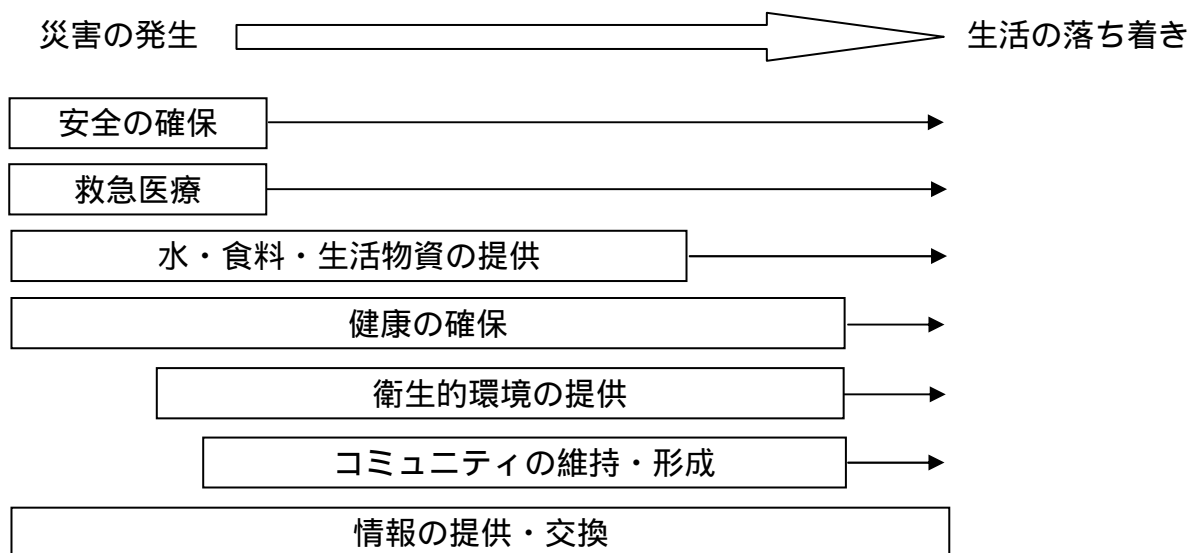 災害の発生
生活の落ち着き
安全の確保
救急医療
水・食料・生活物資の提供
健康の確保
衛生的環境の提供
コミュニティの維持・形成
情報の提供・交換